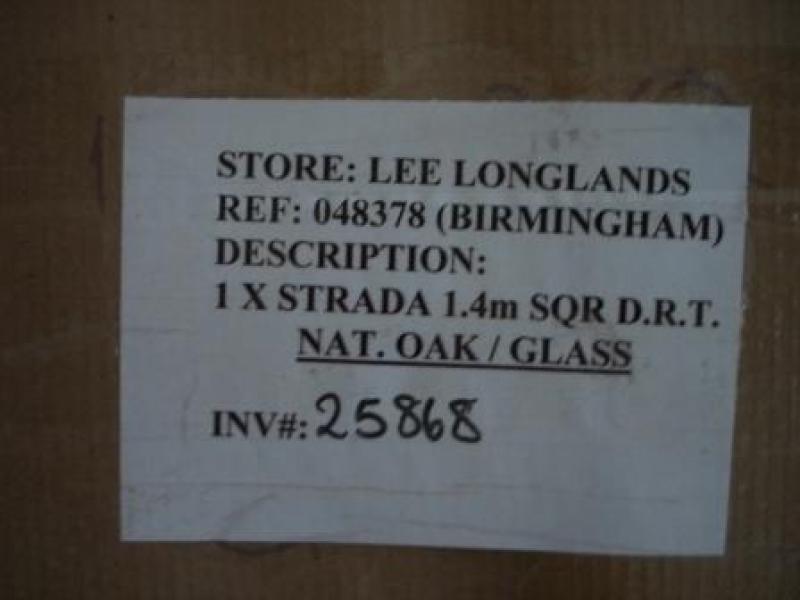 STORE: LEE LONGLANDS
REF: 048378 (BIRMINGHAM)
DESCRIPTION:
1 X STRADA 1.4m SQR D.R.T.
NAT. OAK / GLASS
INV#: 25868